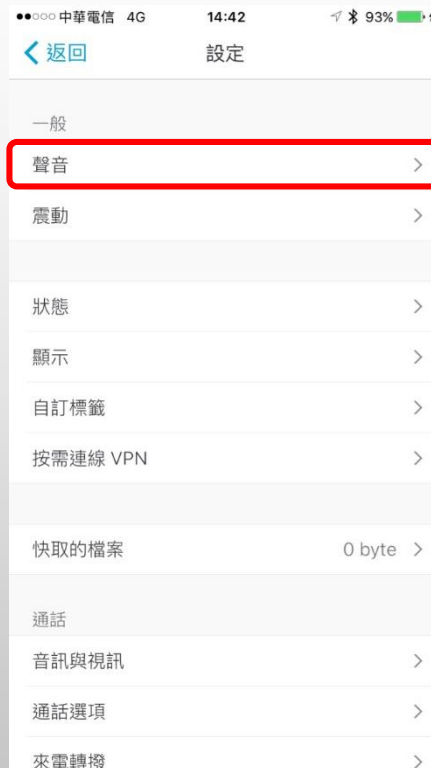 中華電信 4G 14:42 93%
返回 設定
一般
聲音
震動
狀態
顯示
自訂標籤
按需連線 VPN
快取的檔案 0 byte
通話
音訊與視訊
通話選項
來電轉撥